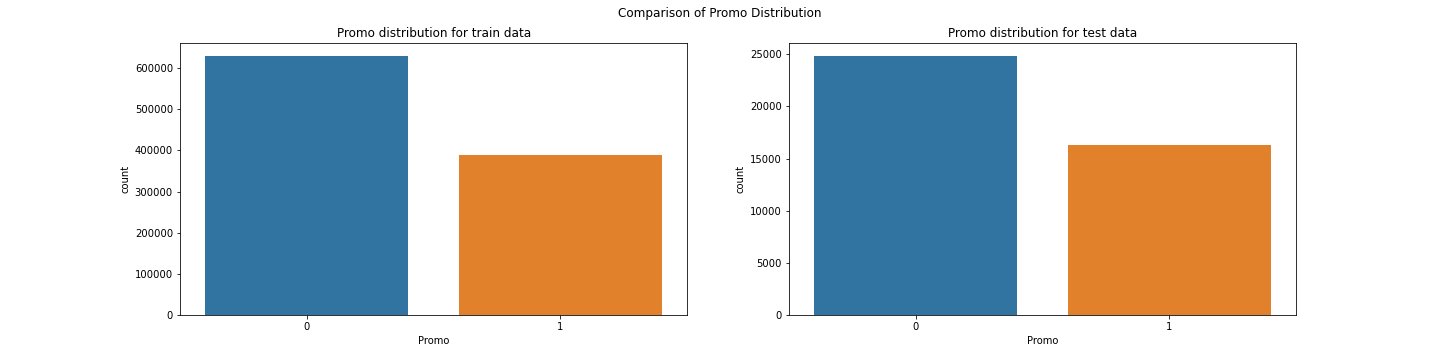 Comparison of Promo Distribution
Promo distribution for train data
600000
500000
400000
300000
200000
100000
0
count
0 1
Promo
Promo distribution for test data
25000
20000
15000
10000
5000
0
count
0 1
Promo